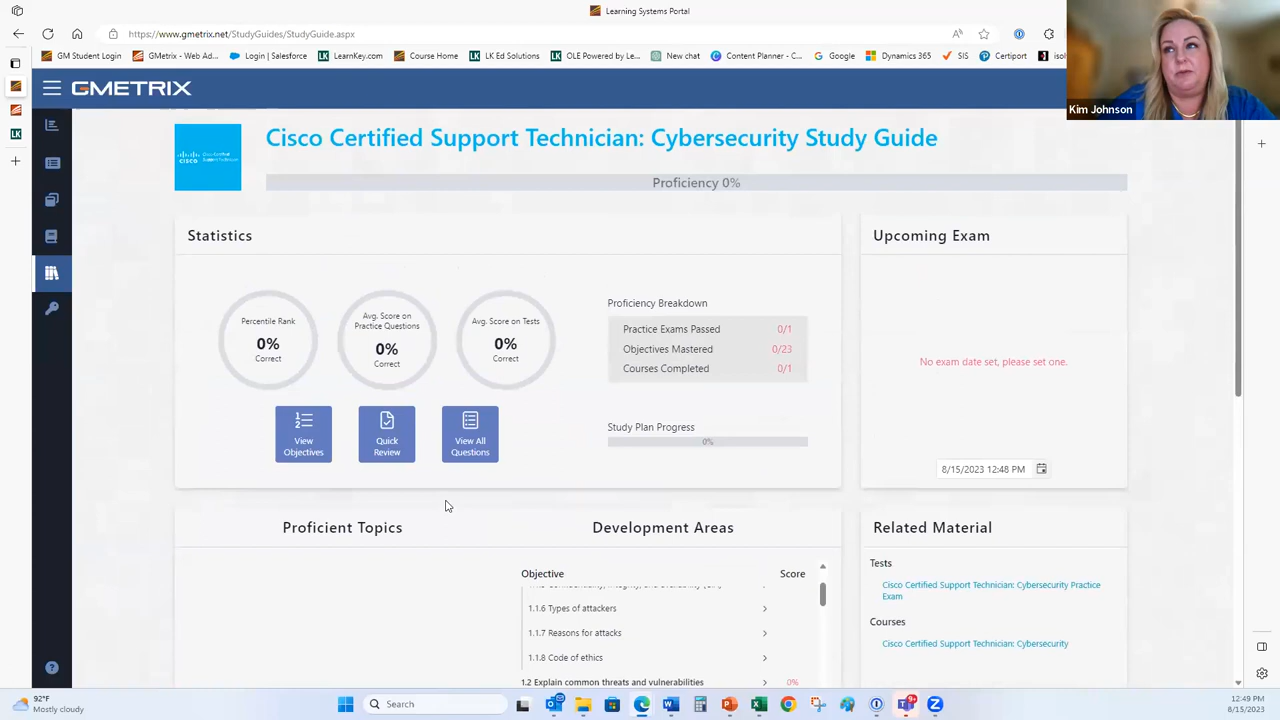 Learning Systems Portal
https://www.gmetrix.net/StudyGuides/StudyGuide.aspx
GM Student Login
GMetrix - Web Ad...
Login | Salesforce
LearnKey.com
Course Home
LK Ed Solutions
OLE Powered by Le...
New chat
Content Planner - C...
Google
Dynamics 365
SIS
Certiport
Kim Johnson
GMETRIX
Cisco Certified Support Technician: Cybersecurity Study Guide
Proficiency 0%
Statistics
Percentile Rank
0%
Correct
Avg. Score on
Practice Questions
0%
Correct
Avg. Score on Tests
0%
Correct
View
Objectives
Quick
Review
View All
Questions
Proficiency Breakdown
Practice Exams Passed 0/1
Objectives Mastered 0/23
Courses Completed 0/1
Study Plan Progress
0%
Upcoming Exam
No exam date set, please set one.
8/15/2023 12:48 PM
Proficient Topics
Development Areas
Objective Score
1.1.6 Types of attackers
1.1.7 Reasons for attacks
1.1.8 Code of ethics
1.2 Explain common threats and vulnerabilities 0%
Related Material
Tests
Cisco Certified Support Technician: Cybersecurity Practice
Exam
Courses
Cisco Certified Support Technician: Cybersecurity
92°F
Mostly cloudy
Search
12:49 PM
8/15/2023